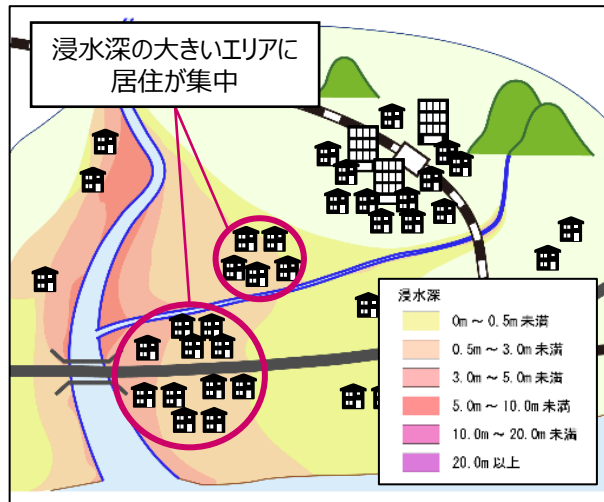 浸水深の大きいエリアに
居住が集中
浸水深
0m ～ 0.5m 未満
0.5m ～ 3.0m 未満
3.0m ～ 5.0m 未満
5.0m ～ 10.0m 未満
10.0m ～ 20.0m 未満
20.0m 以上